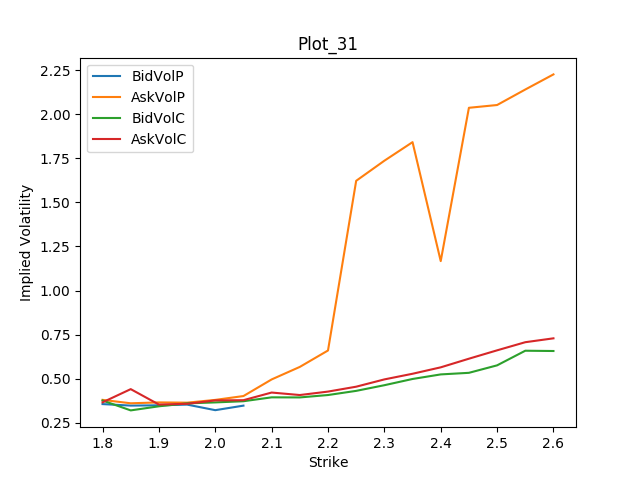 Plot_31
BidVolP
AskVolP
BidVolC
AskVolC
Implied Volatility
2.25
2.00
1.75
1.50
1.25
1.00
0.75
0.50
0.25
1.8 1.9 2.0 2.1 2.2 2.3 2.4 2.5 2.6
Strike